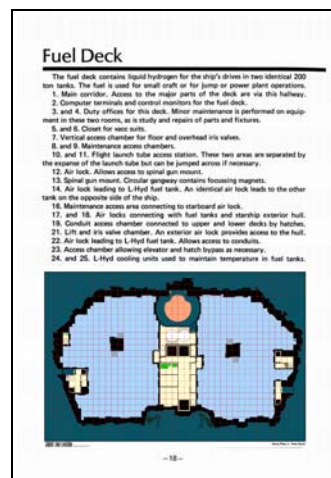 Fuel Deck
The fuel deck contains liquid hydrogen for the ship's drives in two identical 200
ton tanks. The fuel is used for small craft or for jump or power plant operations.
1. Main corridor. Access to the major parts of the deck are via this hallway.
2. Computer terminals and control monitors for the fuel deck.
3. and 4. Duty offices for this deck. Minor maintenance is performed on equip-
ment in these two rooms, as is study and repairs of parts and fixtures.
5. and 6. Closet for vacc suits.
7. Vertical access chamber for floor and overhead iris valves.
8. and 9. Maintenance access chambers.
10. and 11. Flight launch tube access station. These two areas are separated by
the expanse of the launch tube but can be jumped across if necessary.
12. Air lock. Allows access to spinal gun mount.
13. Spinal gun mount. Circular gangway contains focussing magnets.
14. Air lock leading to L-Hyd fuel tank. An identical air lock leads to the other
tank on the opposite side of the ship.
16. Maintenance access area connecting to starboard air lock.
17. and 18. Air locks connecting with fuel tanks and starship exterior hull.
19. Conduit access chamber connected to upper and lower decks by hatches.
21. Lift and iris valve chamber. An exterior air lock provides access to the hull.
22. Air lock leading to L-Hyd fuel tank. Allows access to conduits.
23. Access chamber allowing elevator and hatch bypass as necessary.
24. and 25. L-Hyd cooling units used to maintain temperature in fuel tanks.
–18–